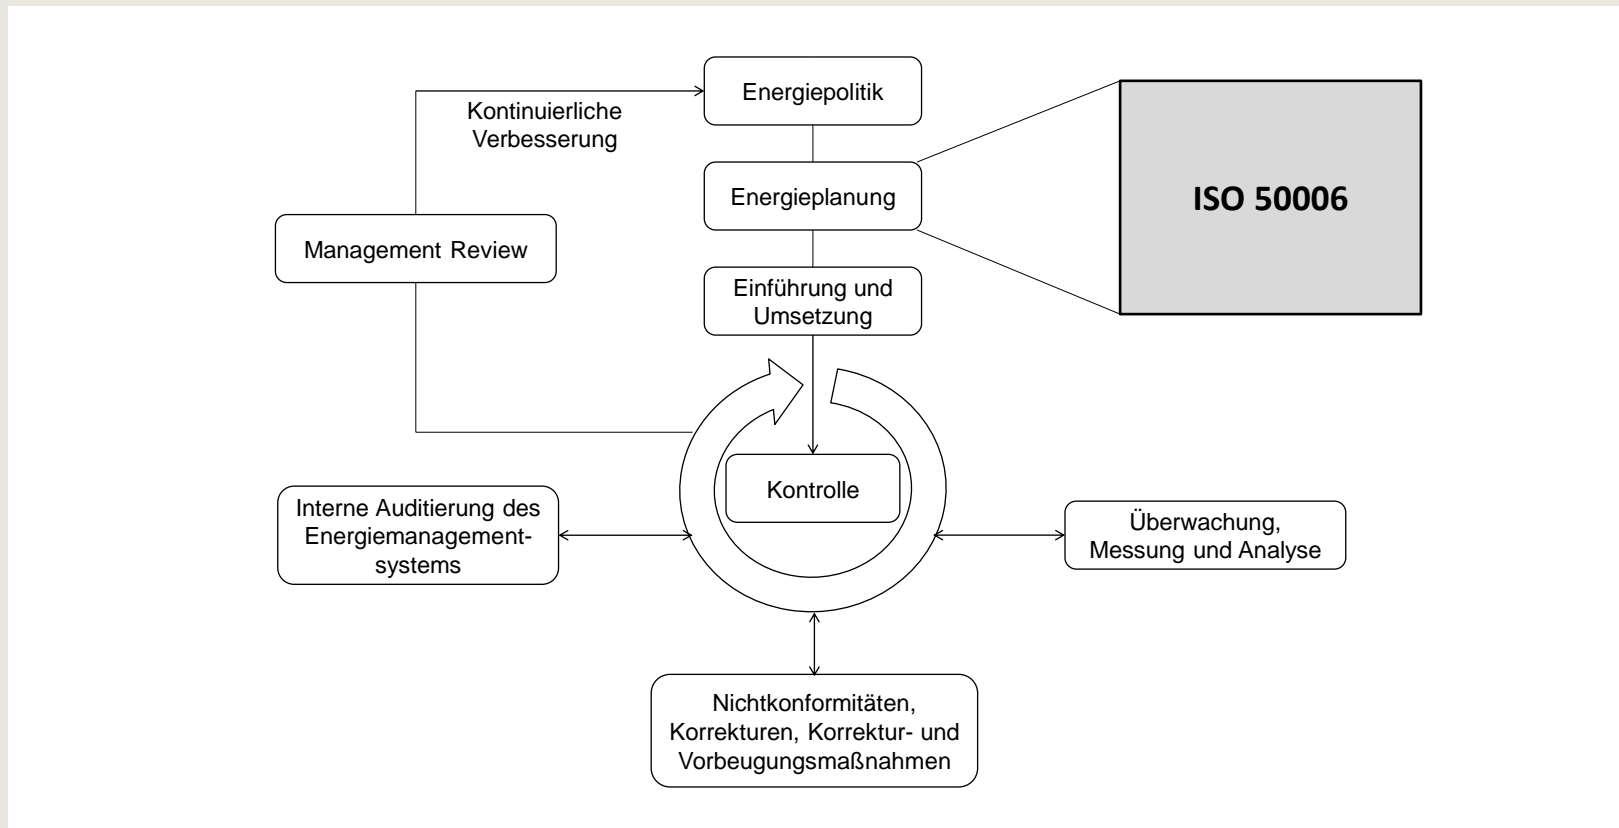 Energiepolitik
Kontinuierliche
Verbesserung
Energieplanung
ISO 50006
Management Review
Einführung und
Umsetzung
Kontrolle
Interne Auditierung des
Energiemanagement-
systems
Überwachung,
Messung und Analyse
Nichtkonformitäten,
Korrekturen, Korrektur- und
Vorbeugungsmaßnahmen